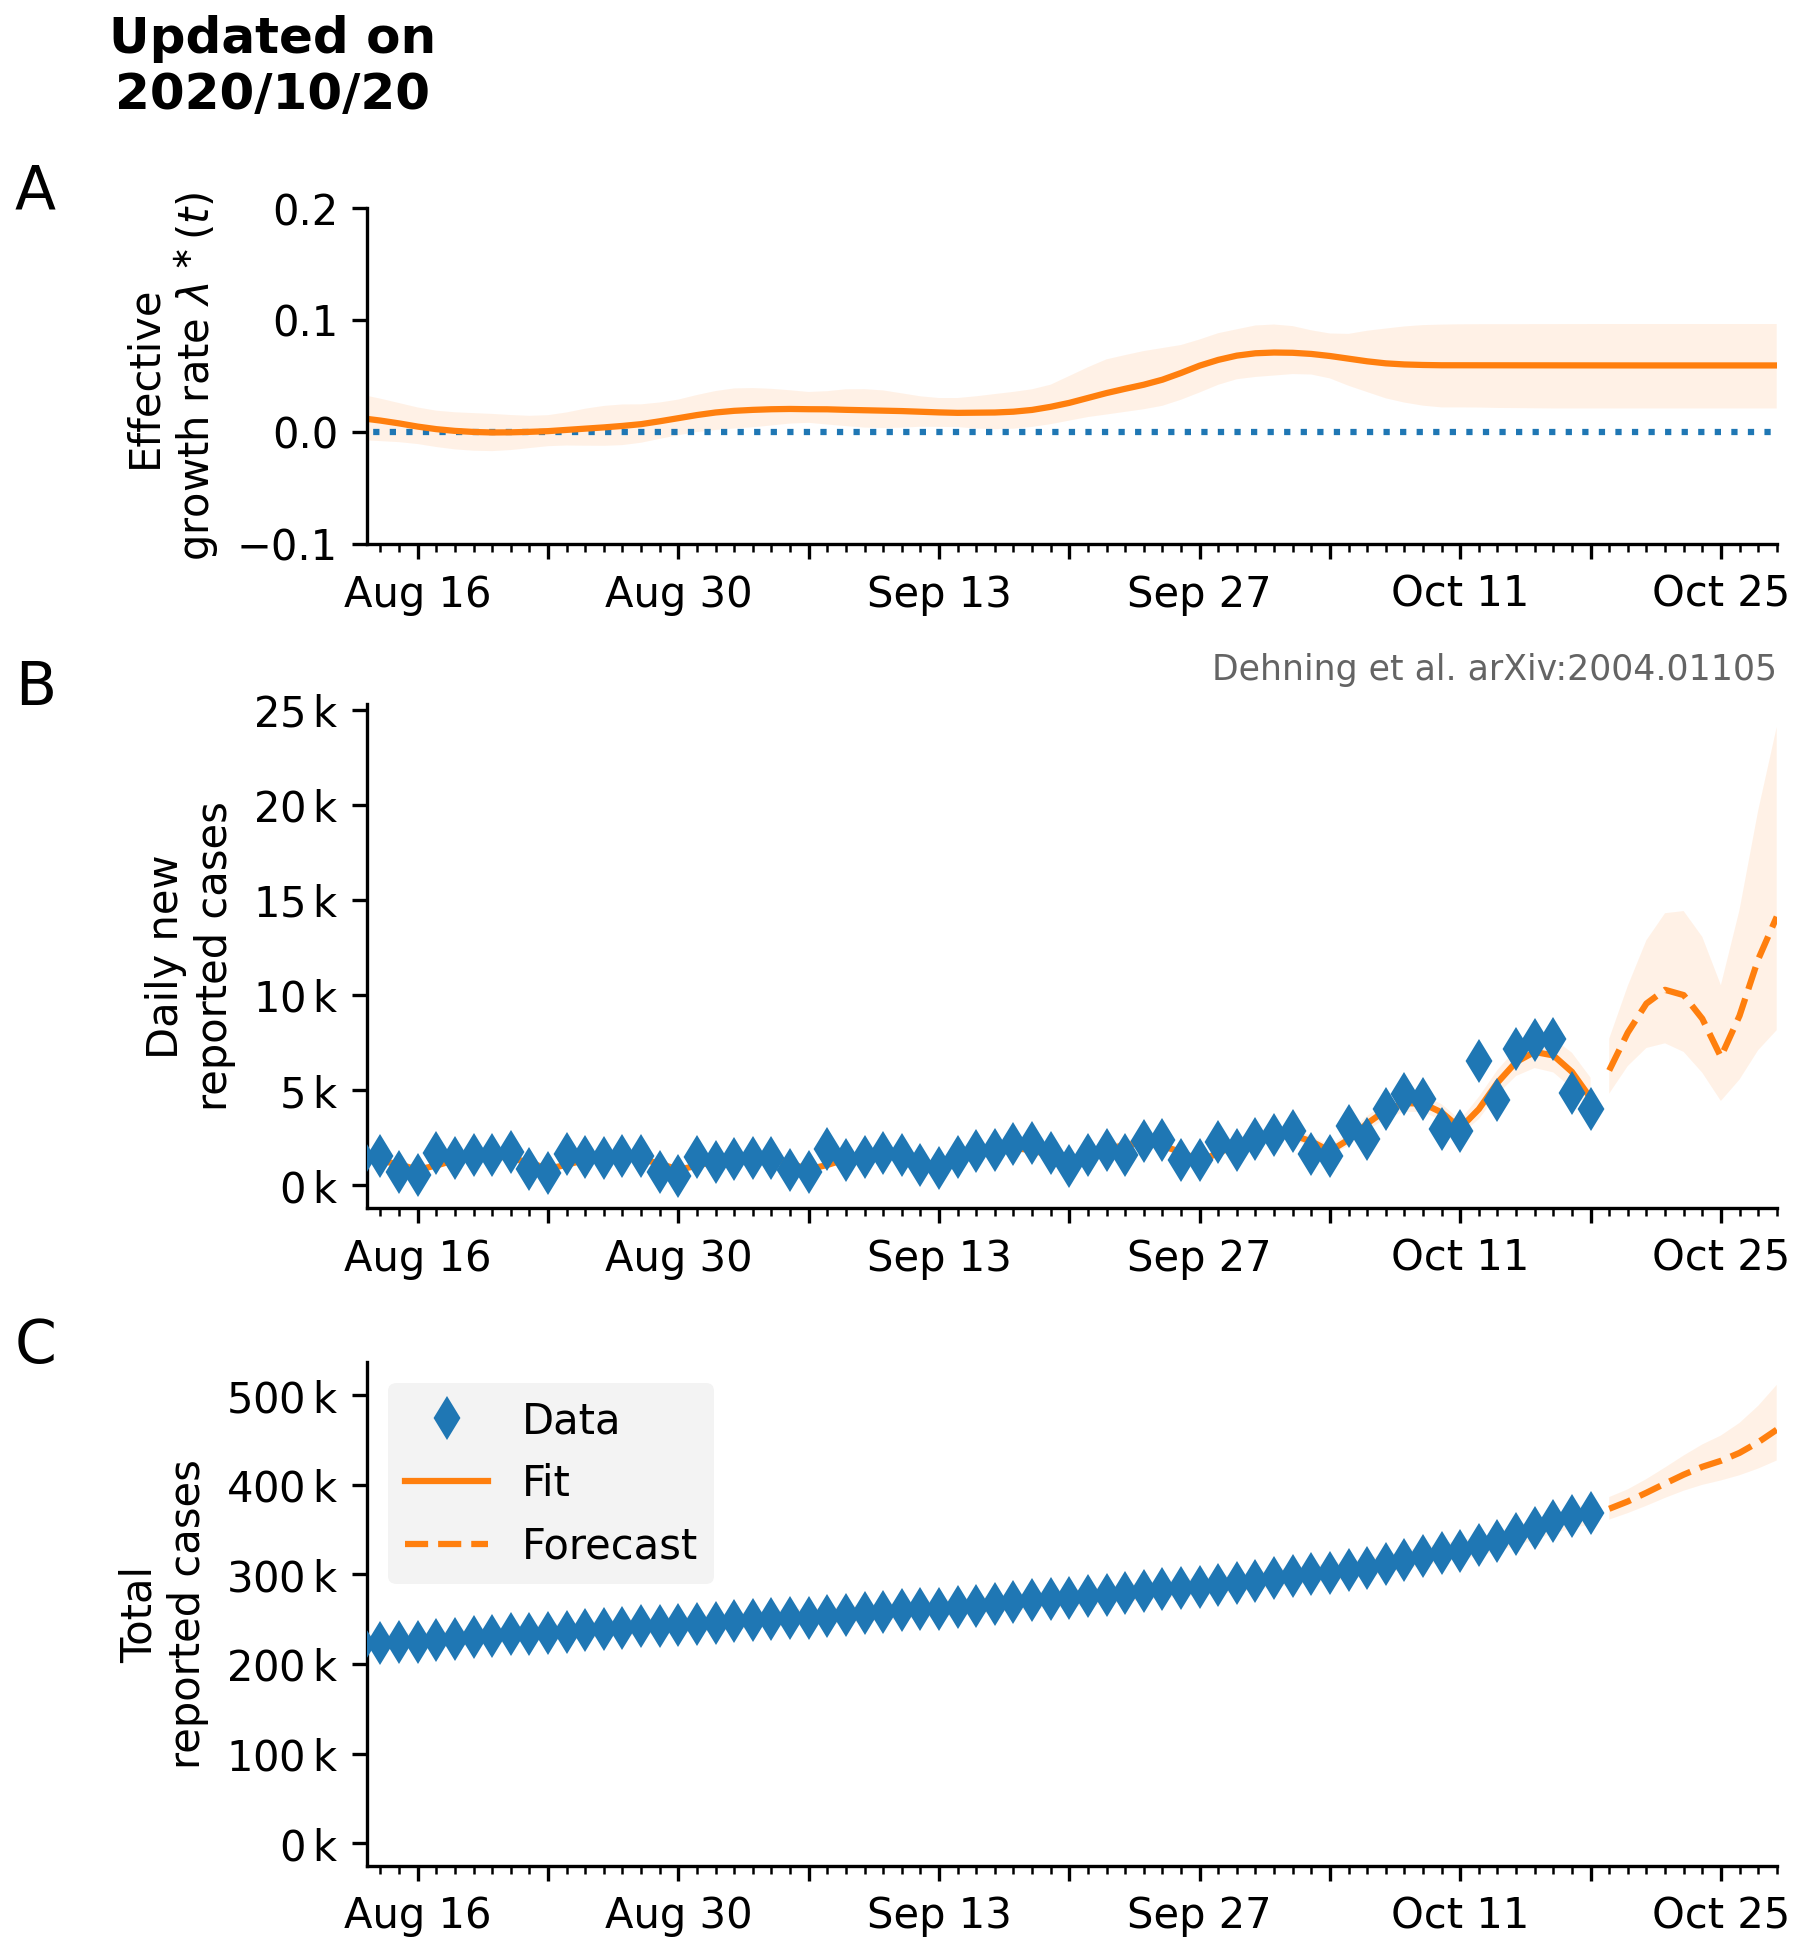 Updated on
2020/10/20
A
Effective
growth rate λ * (t)
0.2
0.1
0.0
−0.1
Aug 16
Aug 30
Sep 13
Sep 27
Oct 11
Oct 25
B
Dehning et al. arXiv:2004.01105
Daily new
reported cases
25 k
20 k
15 k
10 k
5 k
0 k
Aug 16
Aug 30
Sep 13
Sep 27
Oct 11
Oct 25
C
Total
reported cases
500 k
400 k
300 k
200 k
100 k
0 k
Data
Fit
Forecast
Aug 16
Aug 30
Sep 13
Sep 27
Oct 11
Oct 25